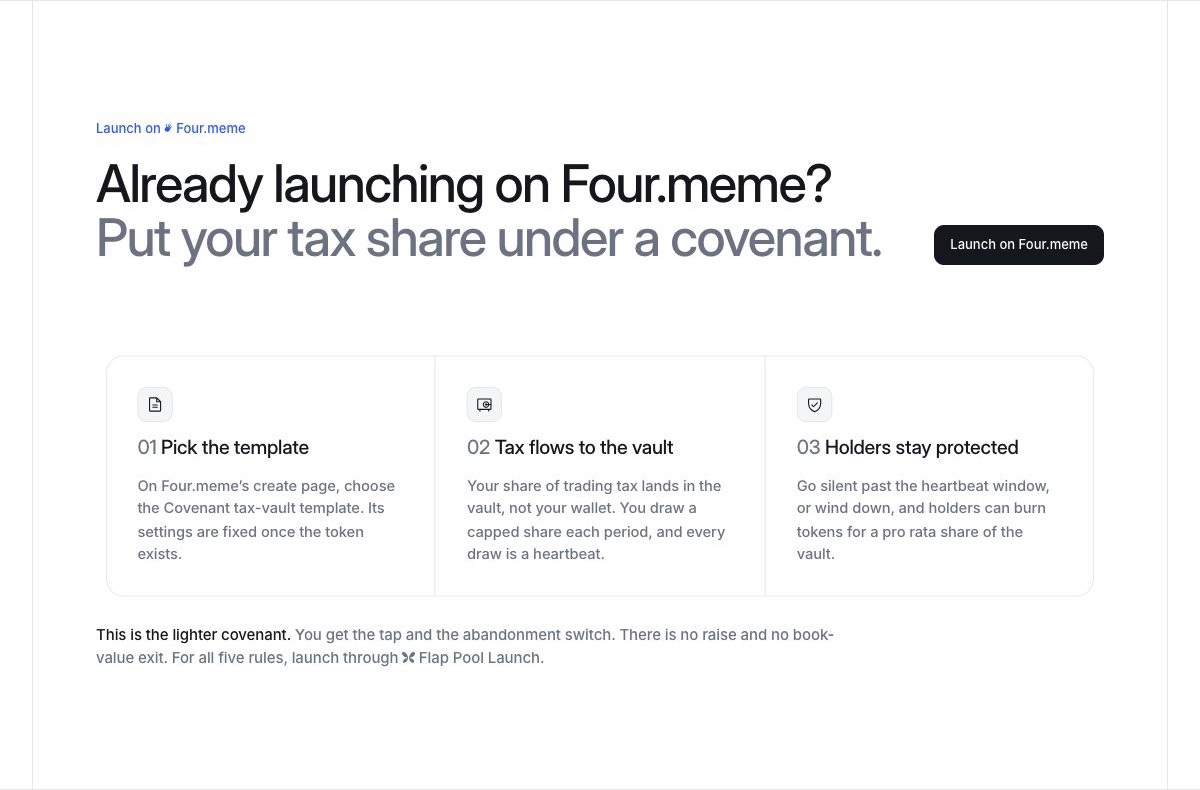 Launch on Four.meme
Already launching on Four.meme?
Put your tax share under a covenant.
Launch on Four.meme
01 Pick the template
On Four.meme's create page, choose
the Covenant tax-vault template. Its
settings are fixed once the token
exists.
02 Tax flows to the vault
Your share of trading tax lands in the
vault, not your wallet. You draw a
capped share each period, and every
draw is a heartbeat.
03 Holders stay protected
Go silent past the heartbeat window,
or wind down, and holders can burn
tokens for a pro rata share of the
vault.
This is the lighter covenant. You get the tap and the abandonment switch. There is no raise and no book-
value exit. For all five rules, launch through Flap Pool Launch.